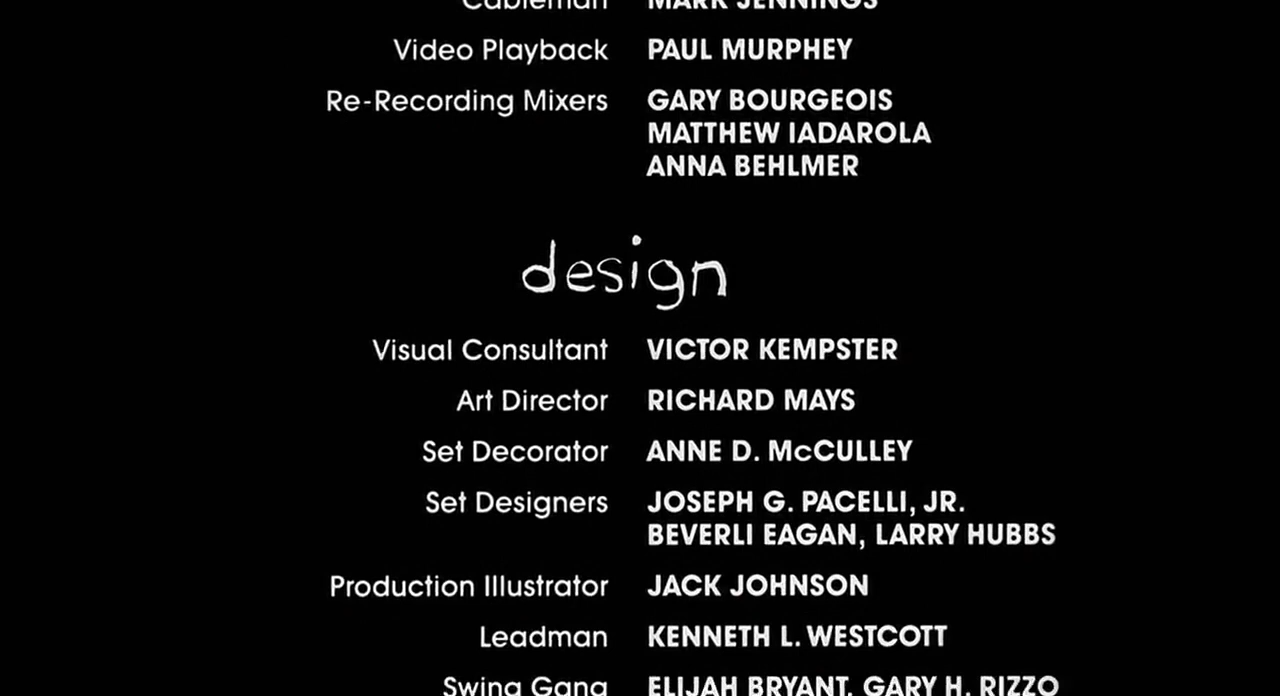 Cableman MARK JENNINGS
Video Playback PAUL MURPHEY
Re-Recording Mixers GARY BOURGEOIS
MATTHEW IADAROLA
ANNA BEHLMER
design
Visual Consultant VICTOR KEMPSTER
Art Director RICHARD MAYS
Set Decorator ANNE D. McCULLEY
Set Designers JOSEPH G. PACELLI, JR.
BEVERLI EAGAN, LARRY HUBBS
Production Illustrator JACK JOHNSON
Leadman KENNETH L. WESTCOTT
Swing Gang ELIJAH BRYANT, GARY H. RIZZO